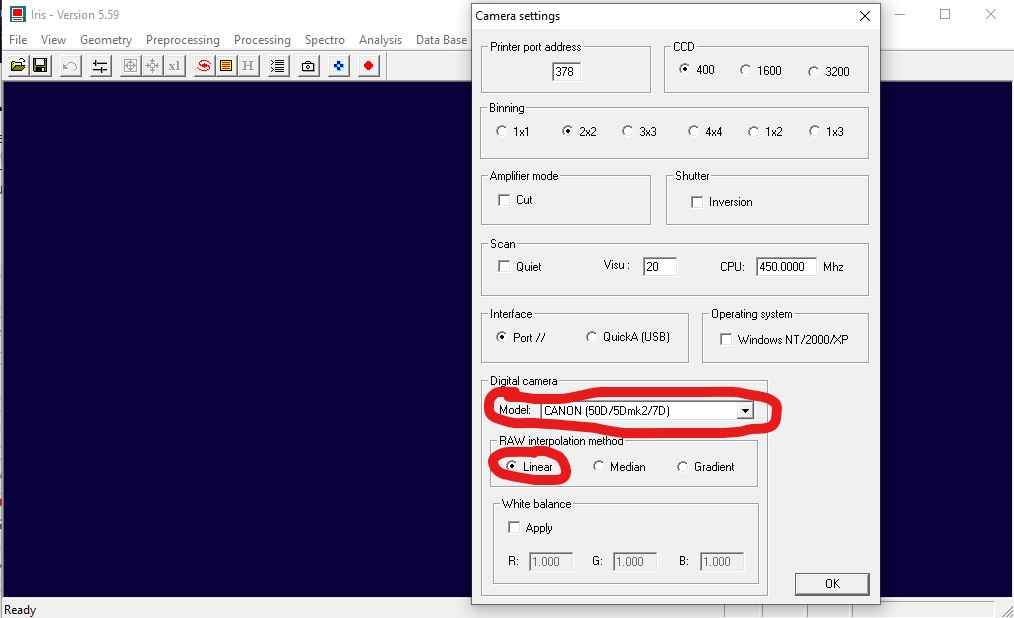 Iris - Version 5.59
File View Geometry Preprocessing Processing Spectro Analysis Data Base
x1 H
Camera settings
Printer port address
378
CCD
400 1600 3200
Binning
1x1 2x2 3x3 4x4 1x2 1x3
Amplifier mode
Cut
Shutter
Inversion
Scan
Quiet Visu : 20 CPU: 450.0000 Mhz
Interface
Port // QuickA (USB)
Operating system
Windows NT/2000/XP
Digital camera
Model: CANON (50D/5Dmk2/7D)
RAW interpolation method
Linear Median Gradient
White balance
Apply
R: 1.000 G: 1.000 B: 1.000
OK
Ready